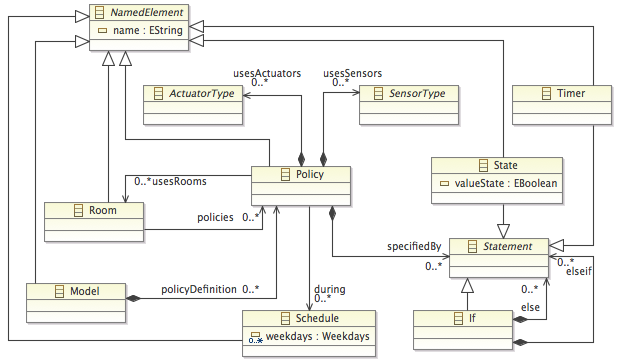 NamedElement
name : EString
usesActuators
0..*
usesSensors
0..*
ActuatorType
SensorType
Timer
Policy
State
valueState : EBoolean
0..* usesRooms
Room
policies 0..*
specifiedBy
0..*
Statement
0..*
elseif
Model
policyDefinition 0..*
during
0..*
0..*
else
Schedule
0..* weekdays : Weekdays
If